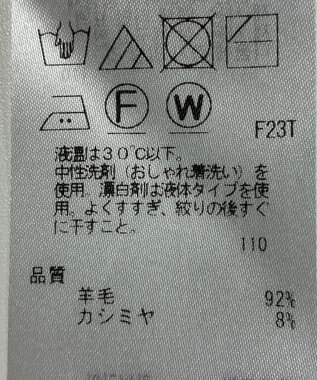 F W
F23T
液温は30℃以下。
中性洗剤（おしゃれ着洗い）を
使用。漂白剤は液体タイプを使
用。よくすすぎ、絞りの後すぐ
に干すこと。
110
品質
羊毛 92%
カシミヤ 8%